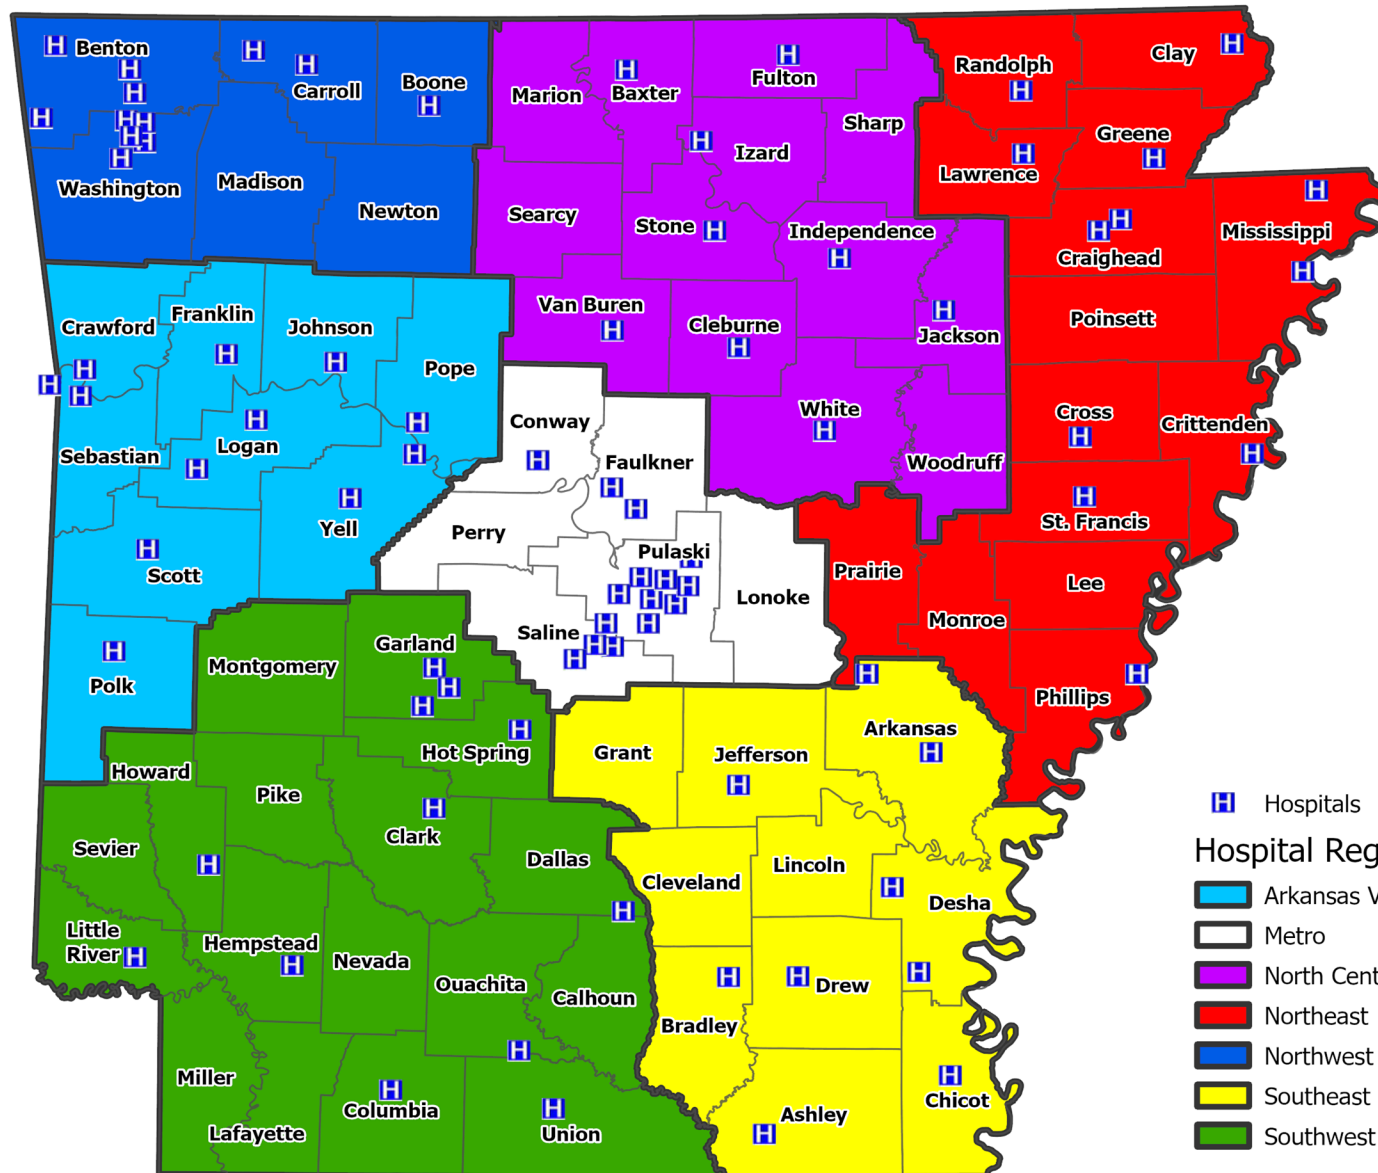 Benton
Carroll
Boone
Marion
Baxter
Fulton
Randolph
Clay
Sharp
Greene
Izard
Lawrence
Washington
Madison
Newton
Searcy
Stone
Independence
Mississippi
Craighead
Crawford
Franklin
Johnson
Van Buren
Cleburne
Jackson
Poinsett
Pope
Conway
White
Cross
Crittenden
Sebastian
Logan
Faulkner
Woodruff
Yell
Perry
Pulaski
St. Francis
Scott
Prairie
Lee
Lonoke
Saline
Monroe
Garland
Montgomery
Polk
Phillips
Hot Spring
Grant
Jefferson
Arkansas
Howard
Pike
Clark
Sevier
Dallas
Lincoln
Cleveland
Desha
Little
River
Hempstead
Nevada
Ouachita
Calhoun
Drew
Bradley
Miller
Columbia
Chicot
Ashley
Lafayette
Union
H Hospitals
Hospital Reg
Arkansas V
Metro
North Cent
Northeast
Northwest
Southeast
Southwest